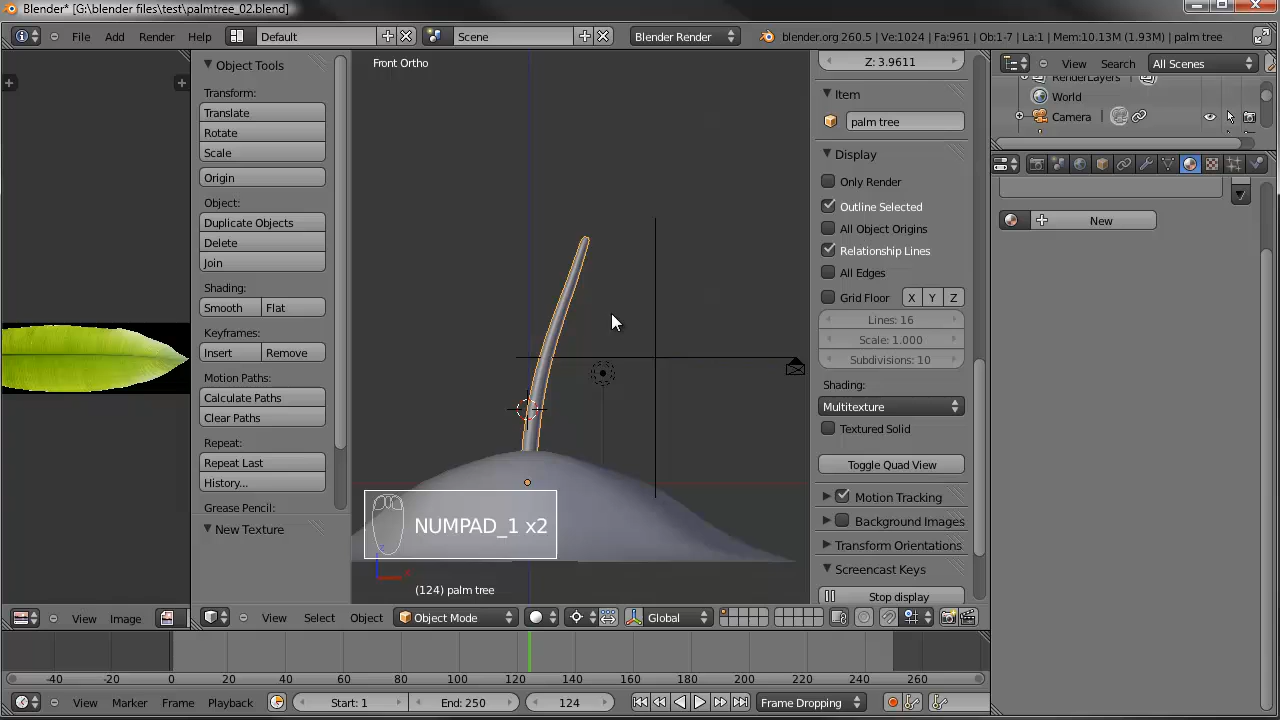 Blender* [G:\blender files\test\palmtree_02.blend]
File Add Render Help Default Scene Blender Render blender.org 260.5 | Ve:1024 | Fa:961 | Ob:1-7 | La:1 | Mem:10.13M (1.93M) | palm tree
Object Tools
Transform:
Translate
Rotate
Scale
Origin
Object:
Duplicate Objects
Delete
Join
Shading:
Smooth Flat
Keyframes:
Insert Remove
Motion Paths:
Calculate Paths
Clear Paths
Repeat:
Repeat Last
History...
Grease Pencil:
New Texture
Front Ortho
NUMPAD_1 x2
(124) palm tree
Z: 3.9611
Item
palm tree
Display
Only Render
Outline Selected
All Object Origins
Relationship Lines
All Edges
Grid Floor X Y Z
Lines: 16
Scale: 1.000
Subdivisions: 10
Shading:
Multitexture
Textured Solid
Toggle Quad View
Motion Tracking
Background Images
Transform Orientations
Screencast Keys
Stop display
View Search All Scenes
RenderLayers
World
Camera
New
View Image
View Select Object Object Mode Global
-40 -20 0 20 40 60 80 100 120 140 160 180 200 220 240 260
View Marker Frame Playback Start: 1 End: 250 124 Frame Dropping